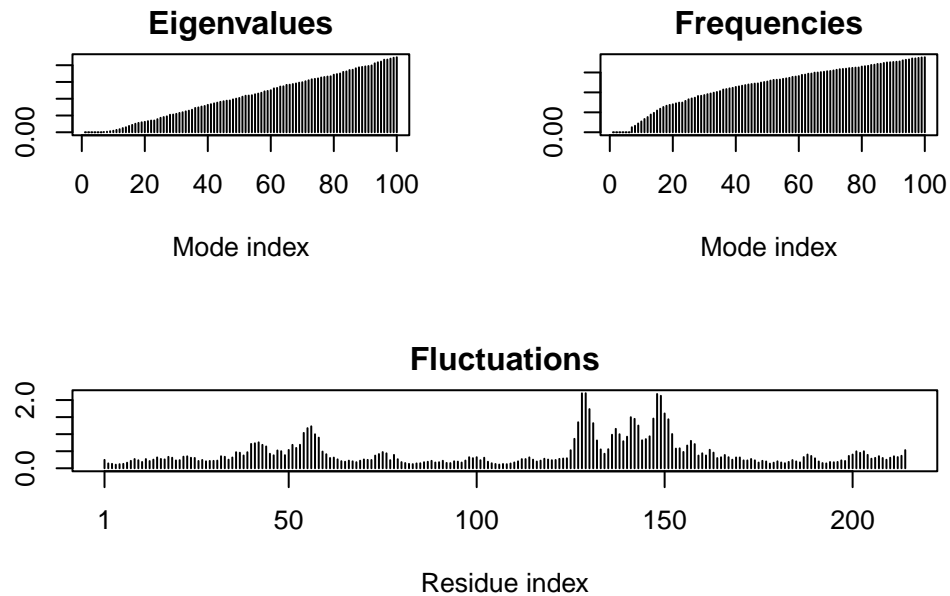 Eigenvalues
0.00
0 20 40 60 80 100
Mode index
Frequencies
0.00
0 20 40 60 80 100
Mode index
Fluctuations
2.0
0.0
1 50 100 150 200
Residue index